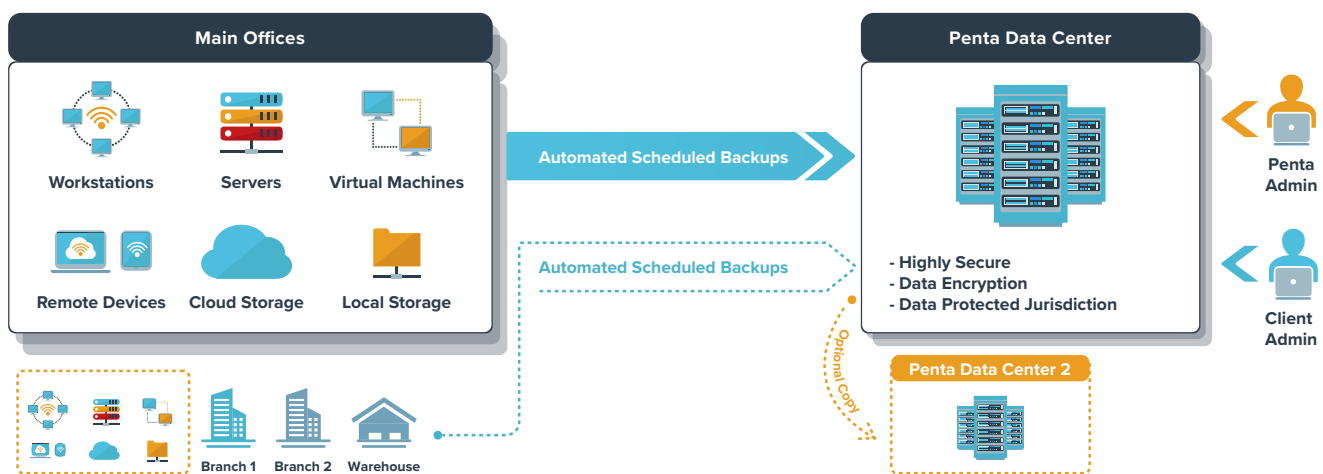 Main Offices
Workstations
Servers
Virtual Machines
Remote Devices
Cloud Storage
Local Storage
Automated Scheduled Backups
Automated Scheduled Backups
Penta Data Center
- Highly Secure
- Data Encryption
- Data Protected Jurisdiction
Penta
Admin
Client
Admin
Optional Copy
Penta Data Center 2
Branch 1
Branch 2
Warehouse